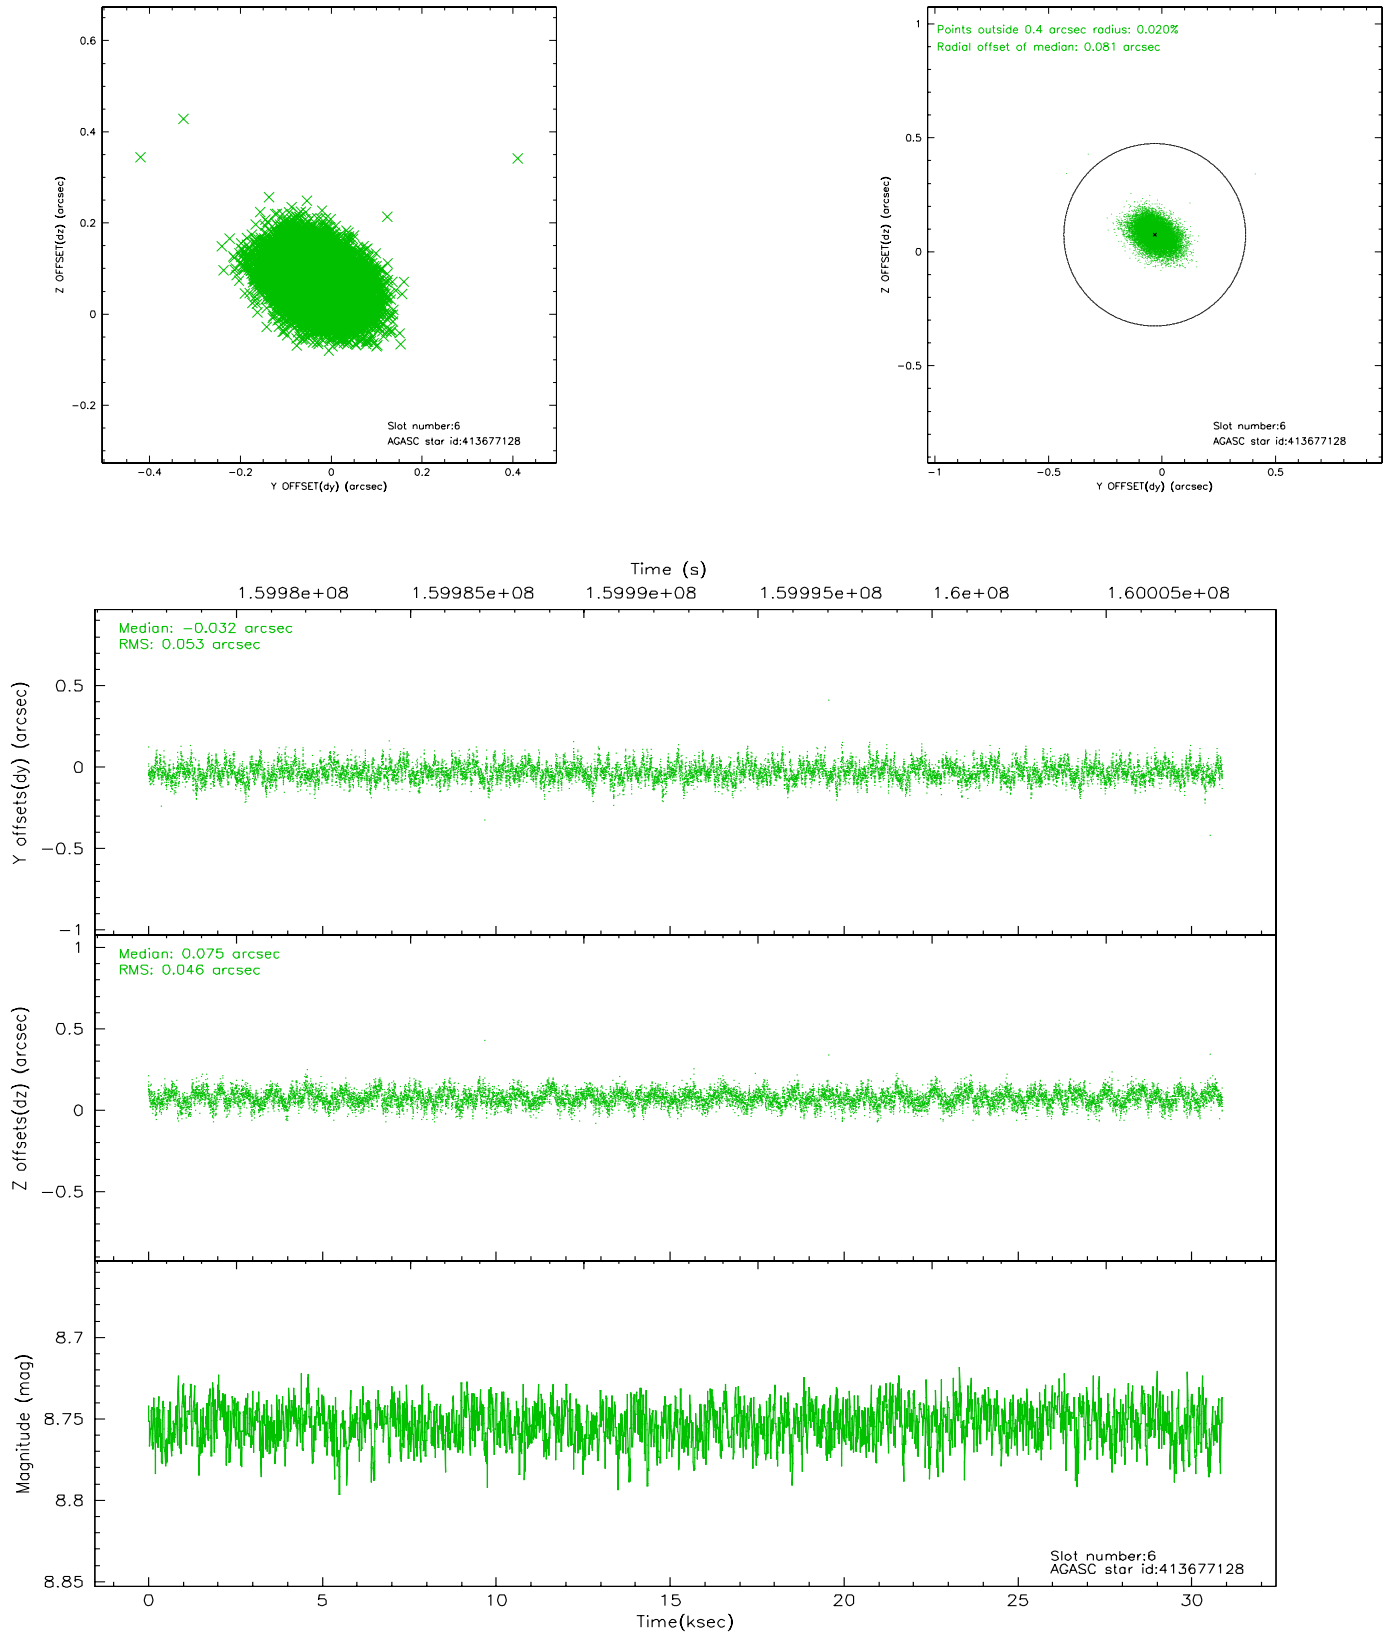 0.6
0.4
0.2
0
−0.2
Z OFFSET(dz) (arcsec)
Slot number:6
AGASC star id:413677128
−0.4 −0.2 0 0.2 0.4
Y OFFSET(dy) (arcsec)
Points outside 0.4 arcsec radius: 0.020%
Radial offset of median: 0.081 arcsec
1
0.5
0
−0.5
Z OFFSET(dz) (arcsec)
Slot number:6
AGASC star id:413677128
−1 −0.5 0 0.5
Y OFFSET(dy) (arcsec)
Time (s)
1.5998e+08 1.59985e+08 1.5999e+08 1.59995e+08 1.6e+08 1.60005e+08
Median: −0.032 arcsec
RMS: 0.053 arcsec
0.5
0
−0.5
−1
Y offsets(dy) (arcsec)
Median: 0.075 arcsec
RMS: 0.046 arcsec
1
0.5
0
−0.5
Z offsets(dz) (arcsec)
8.7
8.75
8.8
8.85
Magnitude (mag)
Slot number:6
AGASC star id:413677128
0 5 10 15 20 25 30
Time(ksec)